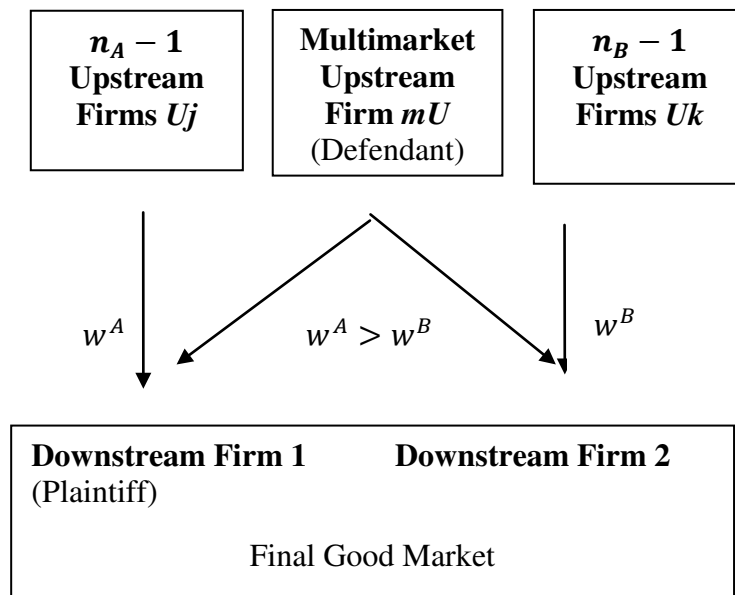 n_A − 1
Upstream
Firms Uj
Multimarket
Upstream
Firm mU
(Defendant)
n_B − 1
Upstream
Firms Uk
w^A
w^A > w^B
w^B
Downstream Firm 1
(Plaintiff)
Downstream Firm 2
Final Good Market